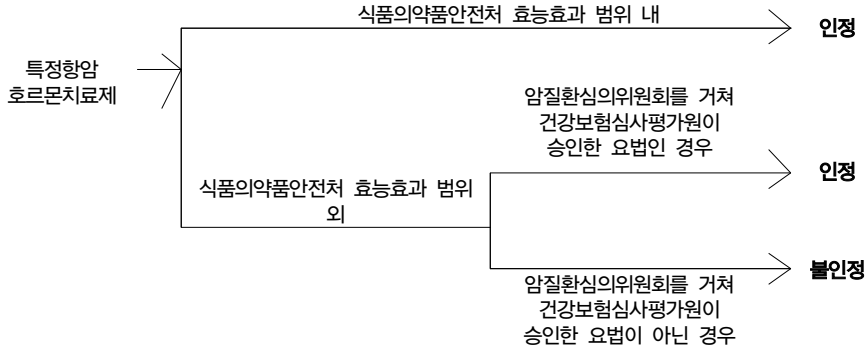 식품의약품안전처 효능효과 범위 내
인정
특정항암
호르몬치료제
암질환심의위원회를 거쳐
건강보험심사평가원이
승인한 요법인 경우
인정
식품의약품안전처 효능효과 범위
외
불인정
암질환심의위원회를 거쳐
건강보험심사평가원이
승인한 요법이 아닌 경우